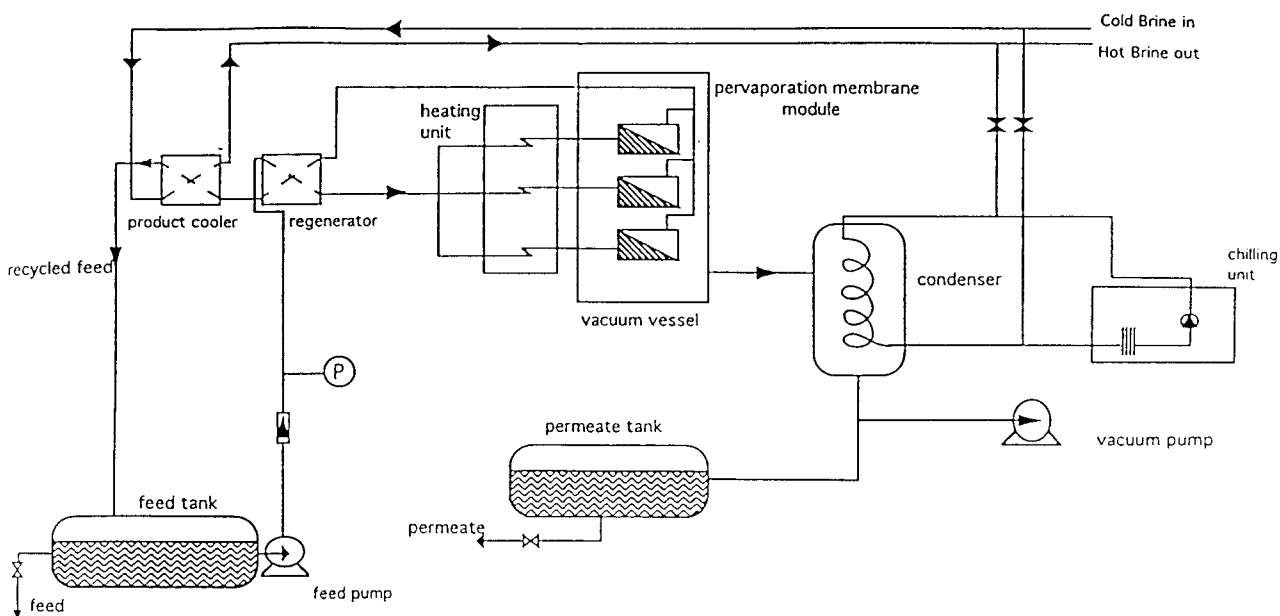 Cold Brine in
Hot Brine out
pervaporation membrane
module
heating
unit
product cooler
regenerator
recycled feed
vacuum vessel
condenser
chilling
unit
P
permeate tank
vacuum pump
feed tank
permeate
feed pump
feed